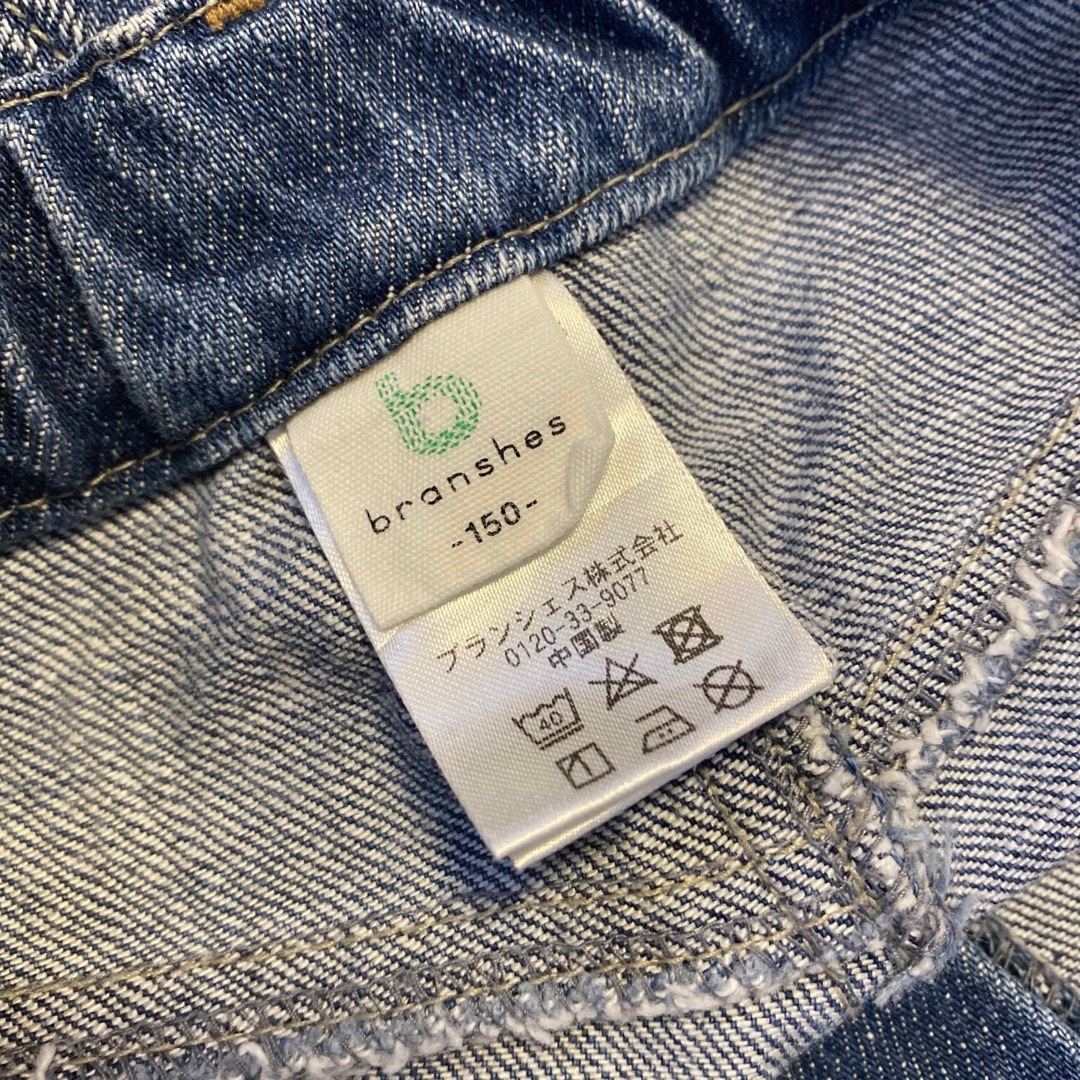 b
branshes
-150-
ブランシェス株式会社
0120-33-9077
中国製
40